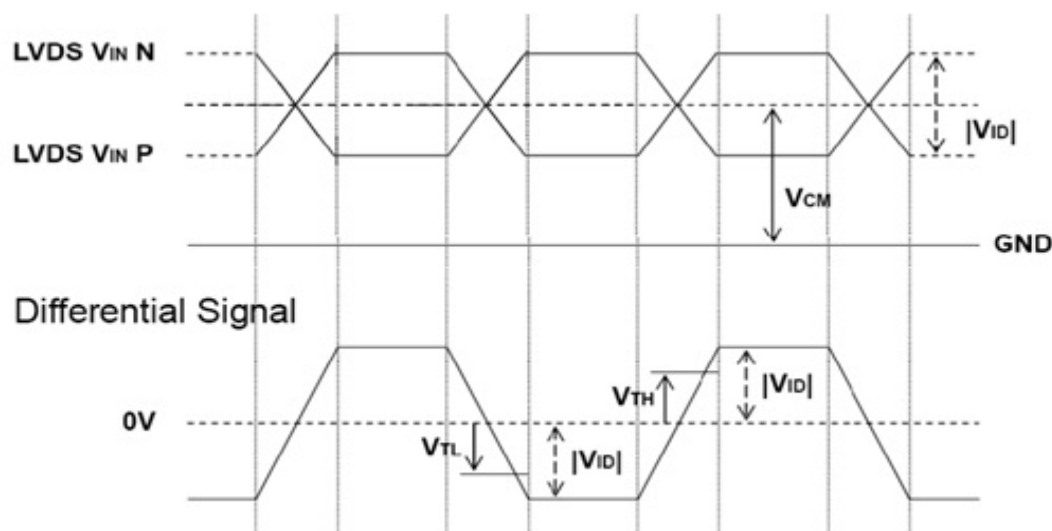 LVDS VIN N
|VID|
LVDS VIN P
VCM
GND
Differential Signal
VTH
|VID|
0V
VTL
|VID|